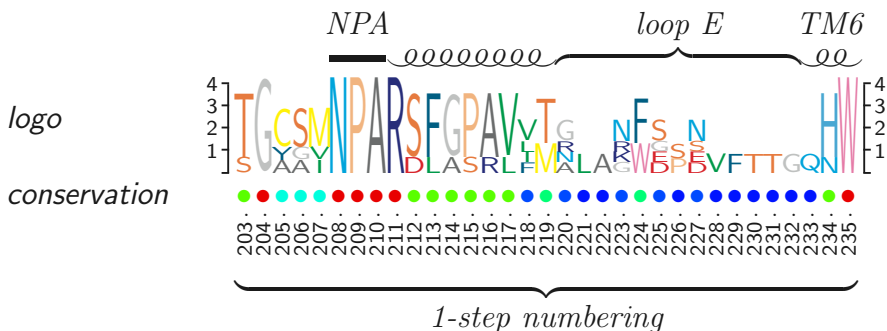 NPA loop E TM6
logo
4 3 2 1
TGCSMNPARSFGPAVVTGLANFSSNVFTTGQHW
4 3 2 1
conservation
203 · 204 · 205 · 206 · 207 · 208 · 209 · 210 · 211 · 212 · 213 · 214 · 215 · 216 · 217 · 218 · 219 · 220 · 221 · 222 · 223 · 224 · 225 · 226 · 227 · 228 · 229 · 230 · 231 · 232 · 233 · 234 · 235 ·
1-step numbering